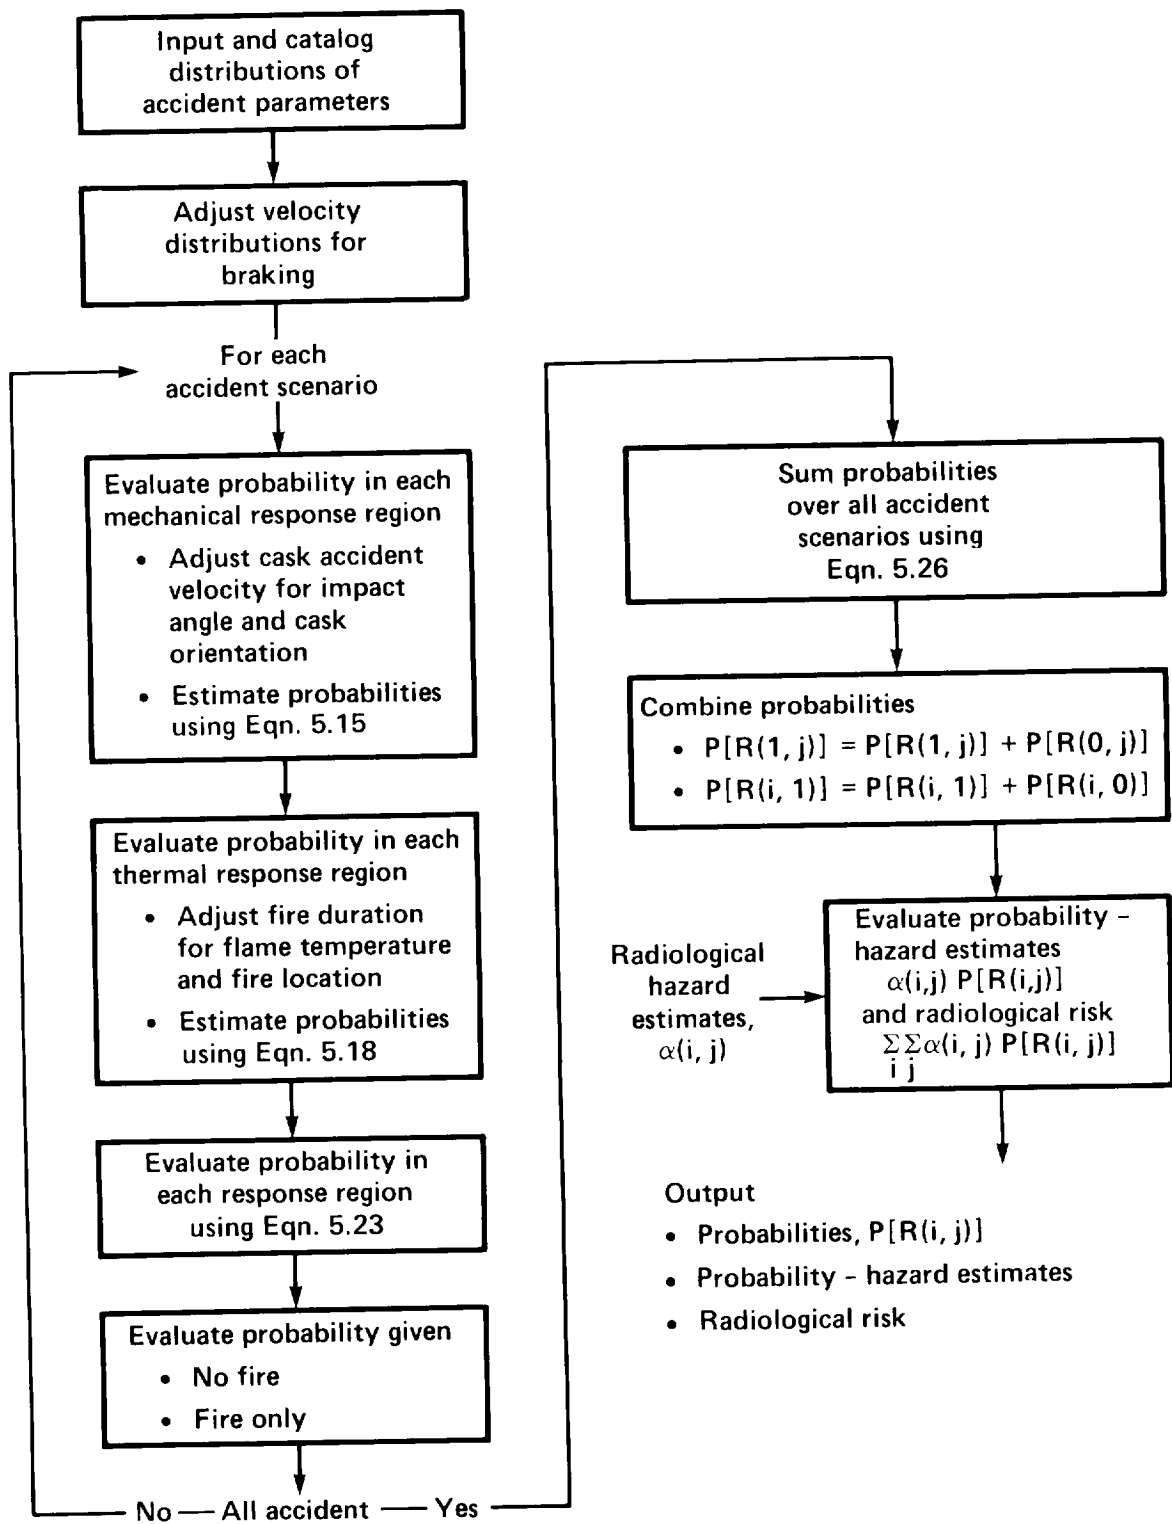 Input and catalog
distributions of
accident parameters
Adjust velocity
distributions for
braking
For each
accident scenario
Evaluate probability in each
mechanical response region
• Adjust cask accident
velocity for impact
angle and cask
orientation
• Estimate probabilities
using Eqn. 5.15
Evaluate probability in each
thermal response region
• Adjust fire duration
for flame temperature
and fire location
• Estimate probabilities
using Eqn. 5.18
Evaluate probability in
each response region
using Eqn. 5.23
Evaluate probability given
• No fire
• Fire only
No — All accident — Yes
Sum probabilities
over all accident
scenarios using
Eqn. 5.26
Combine probabilities
• P[R(1, j)] = P[R(1, j)] + P[R(0, j)]
• P[R(i, 1)] = P[R(i, 1)] + P[R(i, 0)]
Radiological
hazard
estimates,
α(i, j)
Evaluate probability –
hazard estimates
α(i,j) P[R(i,j)]
and radiological risk
ΣΣα(i, j) P[R(i, j)]
i j
Output
• Probabilities, P[R(i, j)]
• Probability – hazard estimates
• Radiological risk